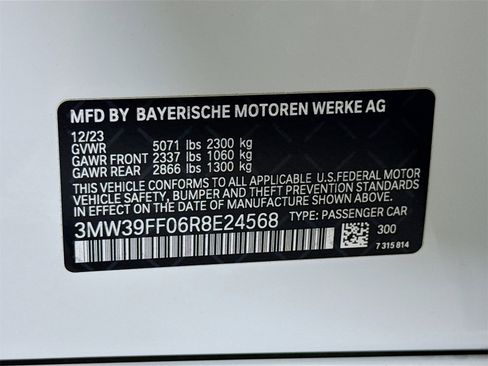 MFD BY BAYERISCHE MOTOREN WERKE AG
12/23
GVWR 5071 lbs 2300 kg
GAWR FRONT 2337 lbs 1060 kg
GAWR REAR 2866 lbs 1300 kg
THIS VEHICLE CONFORMS TO ALL APPLICABLE U.S.FEDERAL MOTOR
VEHICLE SAFETY, BUMPER AND THEFT PREVENTION STANDARDS
IN EFFECT ON THE DATE OF MANUFACTURE SHOWN ABOVE.
3MW39FF06R8E24568 TYPE: PASSENGER CAR
300
7 315 814